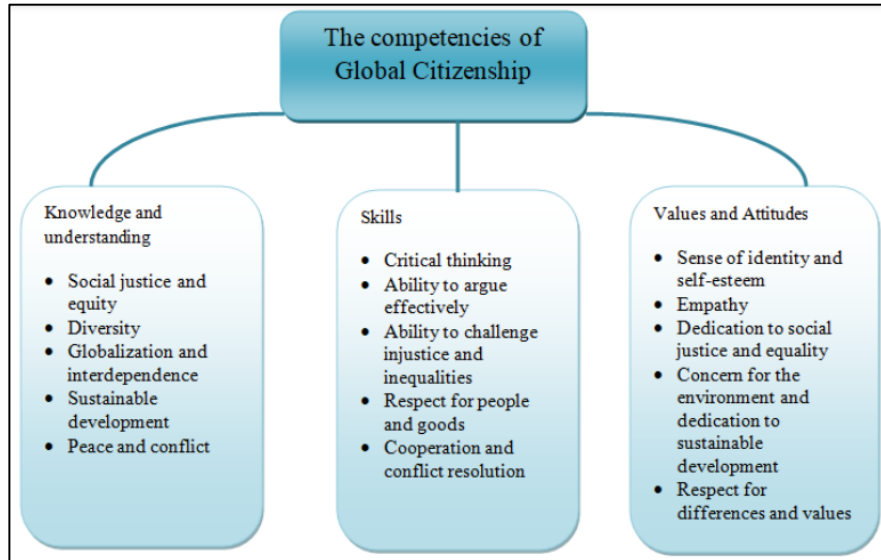 The competencies of
Global Citizenship
Knowledge and
understanding
• Social justice and
equity
• Diversity
• Globalization and
interdependence
• Sustainable
development
• Peace and conflict
Skills
• Critical thinking
• Ability to argue
effectively
• Ability to challenge
injustice and
inequalities
• Respect for people
and goods
• Cooperation and
conflict resolution
Values and Attitudes
• Sense of identity and
self-esteem
• Empathy
• Dedication to social
justice and equality
• Concern for the
environment and
dedication to
sustainable
development
• Respect for
differences and values